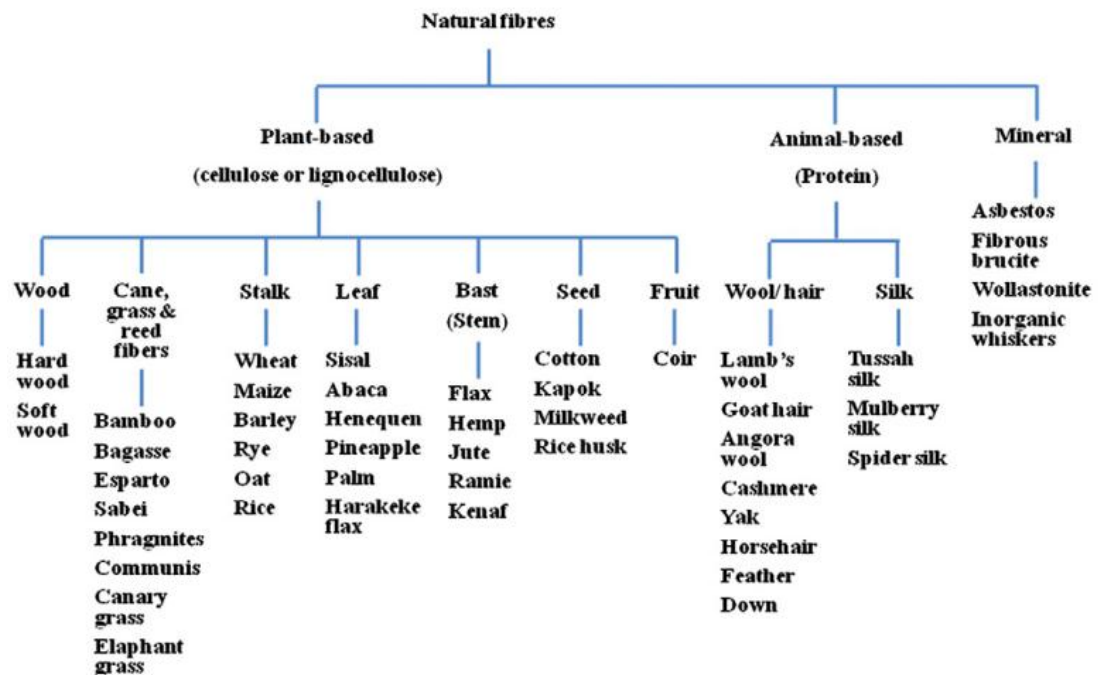 Natural fibres
Plant-based
(cellulose or lignocellulose)
Animal-based
(Protein)
Mineral
Asbestos
Fibrous
brucite
Wollastonite
Inorganic
whiskers
Wood
Hard
wood
Soft
wood
Cane,
grass &
reed
fibers
Bamboo
Bagasse
Esparto
Sabei
Phragmites
Communis
Canary
grass
Elaphant
grass
Stalk
Wheat
Maize
Barley
Rye
Oat
Rice
Leaf
Sisal
Abaca
Henequen
Pineapple
Palm
Harakeke
flax
Bast
(Stem)
Flax
Hemp
Jute
Ramie
Kenaf
Seed
Cotton
Kapok
Milkweed
Rice husk
Fruit
Coir
Wool/hair
Lamb's
wool
Goat hair
Angora
wool
Cashmere
Yak
Horsehair
Feather
Down
Silk
Tussah
silk
Mulberry
silk
Spider silk